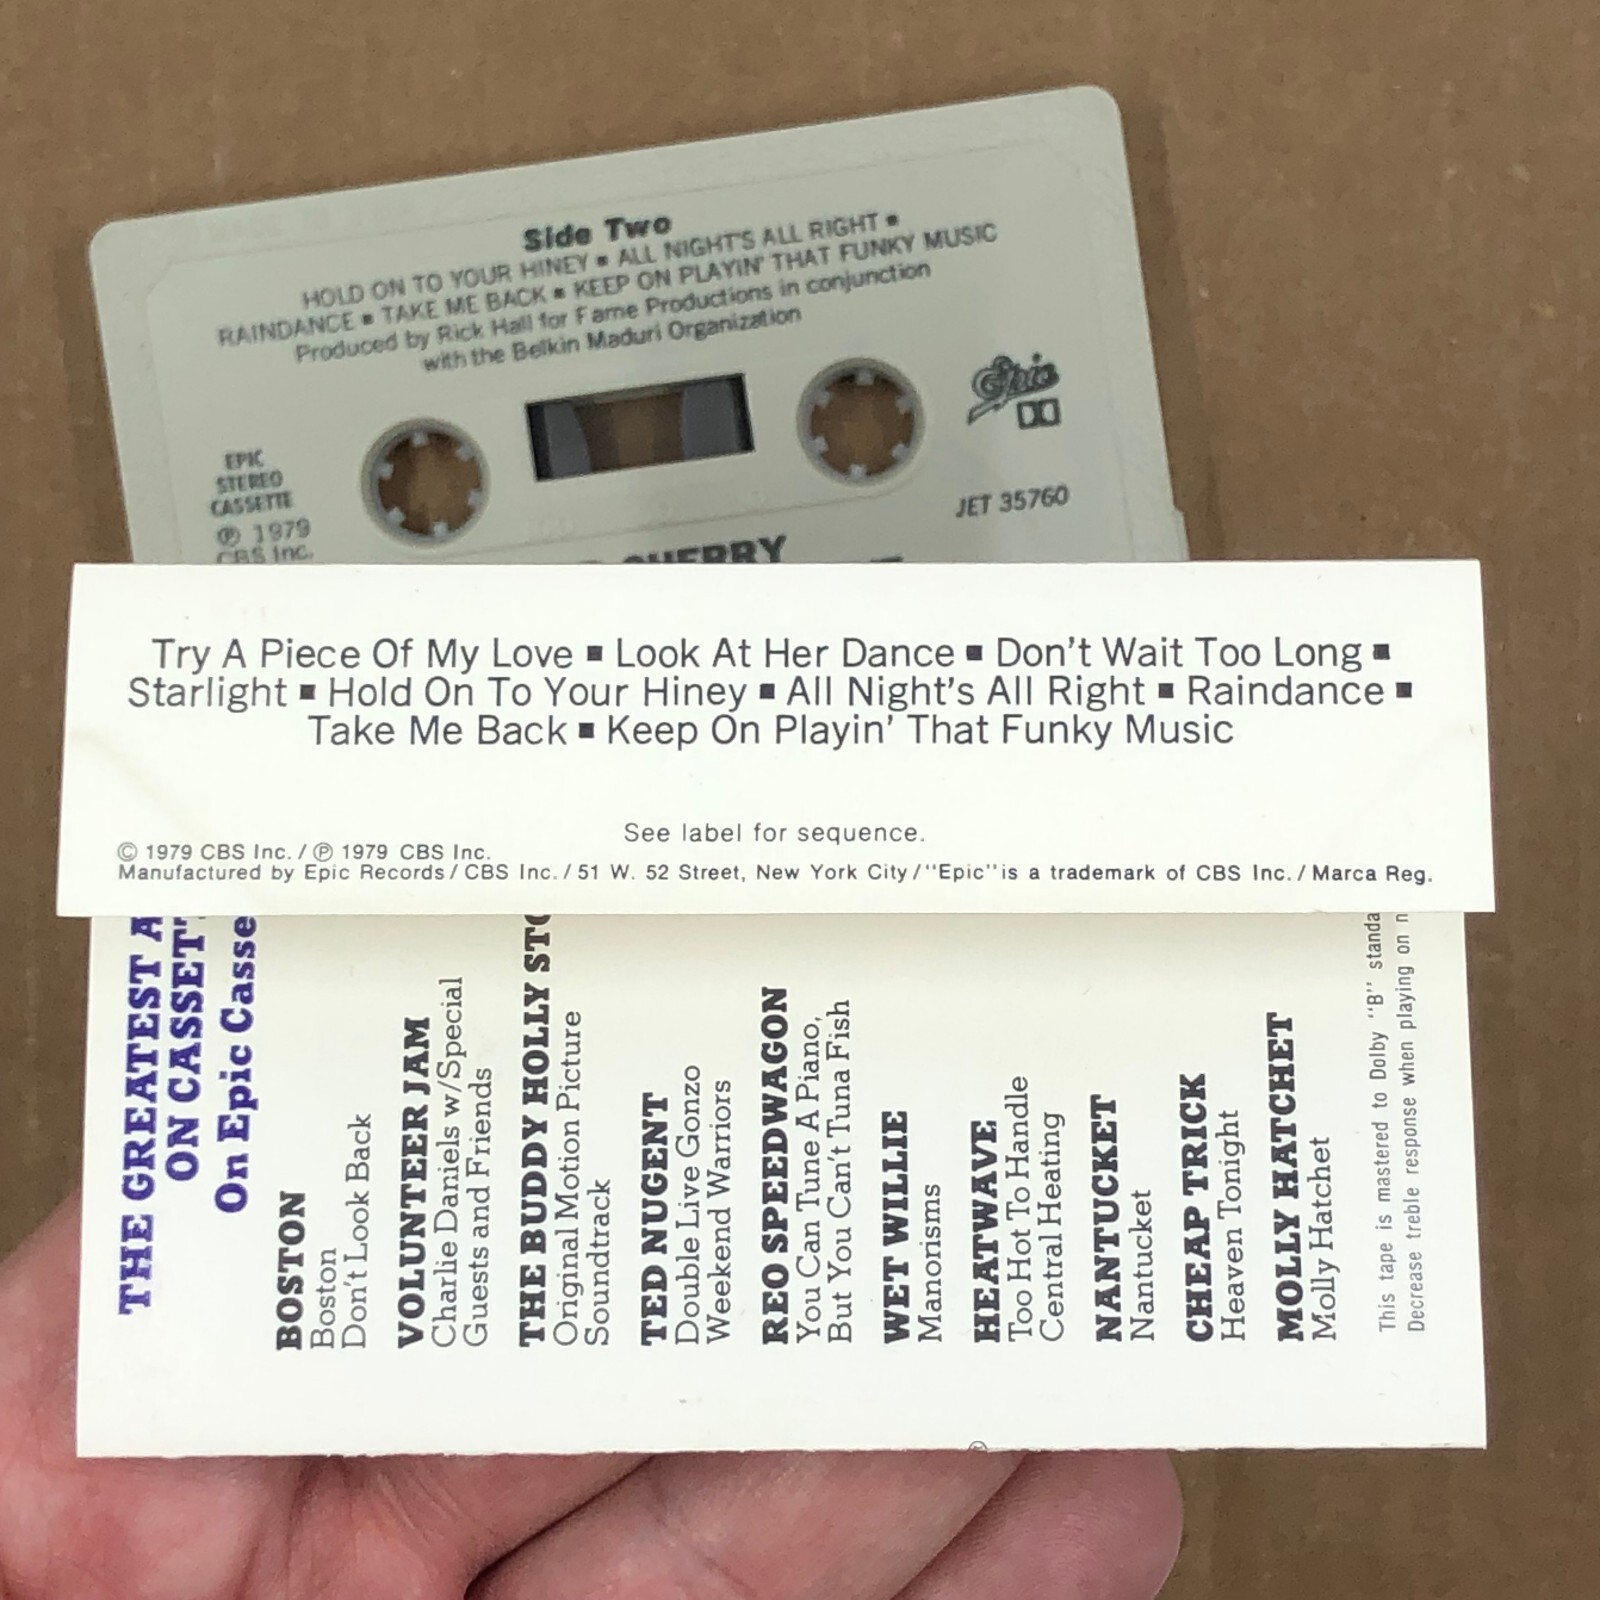 Side Two
HOLD ON TO YOUR HINEY ▪ ALL NIGHT'S ALL RIGHT ▪
RAINDANCE ▪ TAKE ME BACK ▪ KEEP ON PLAYIN' THAT FUNKY MUSIC
Produced by Rick Hall for Fame Productions in conjunction
with the Belkin Maduri Organization
EPIC
STEREO
CASSETTE
℗ 1979
CBS Inc.
Epic
JET 35760
CHERRY
Try A Piece Of My Love ▪ Look At Her Dance ▪ Don't Wait Too Long ▪
Starlight ▪ Hold On To Your Hiney ▪ All Night's All Right ▪ Raindance ▪
Take Me Back ▪ Keep On Playin' That Funky Music
See label for sequence.
© 1979 CBS Inc. / ℗ 1979 CBS Inc.
Manufactured by Epic Records / CBS Inc. / 51 W. 52 Street, New York City / "Epic" is a trademark of CBS Inc. / Marca Reg.
THE GREATEST
ON
On Epic
BOSTON
Boston
Don't Look Back
VOLUNTEER JAM
Charlie Daniels w/Special
Guests and Friends
THE BUDDY HOLLY
Original Motion Picture
Soundtrack
TED NUGENT
Double Live Gonzo
Weekend Warriors
REO SPEEDWAGON
You Can Tune A Piano,
But You Can't Tuna Fish
WET WILLIE
Manorisms
HEATWAVE
Too Hot To Handle
Central Heating
NANTUCKET
Nantucket
CHEAP TRICK
Heaven Tonight
MOLLY HATCHET
Molly Hatchet
This tape is mastered to Dolby "B"
Decrease treble response when playing on